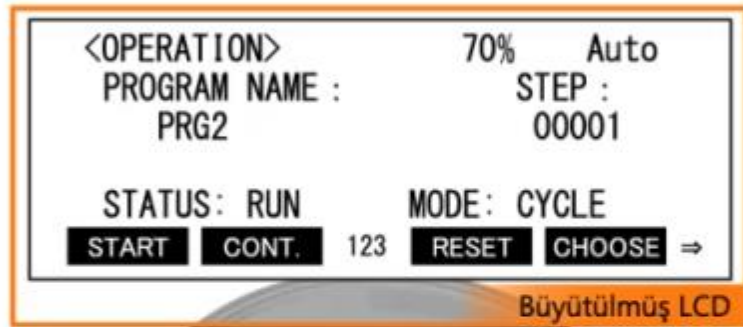 <OPERATION> 70% Auto
PROGRAM NAME : STEP :
PRG2 00001
STATUS: RUN MODE: CYCLE
START CONT. 123 RESET CHOOSE ⇒
Büyütülmüş LCD